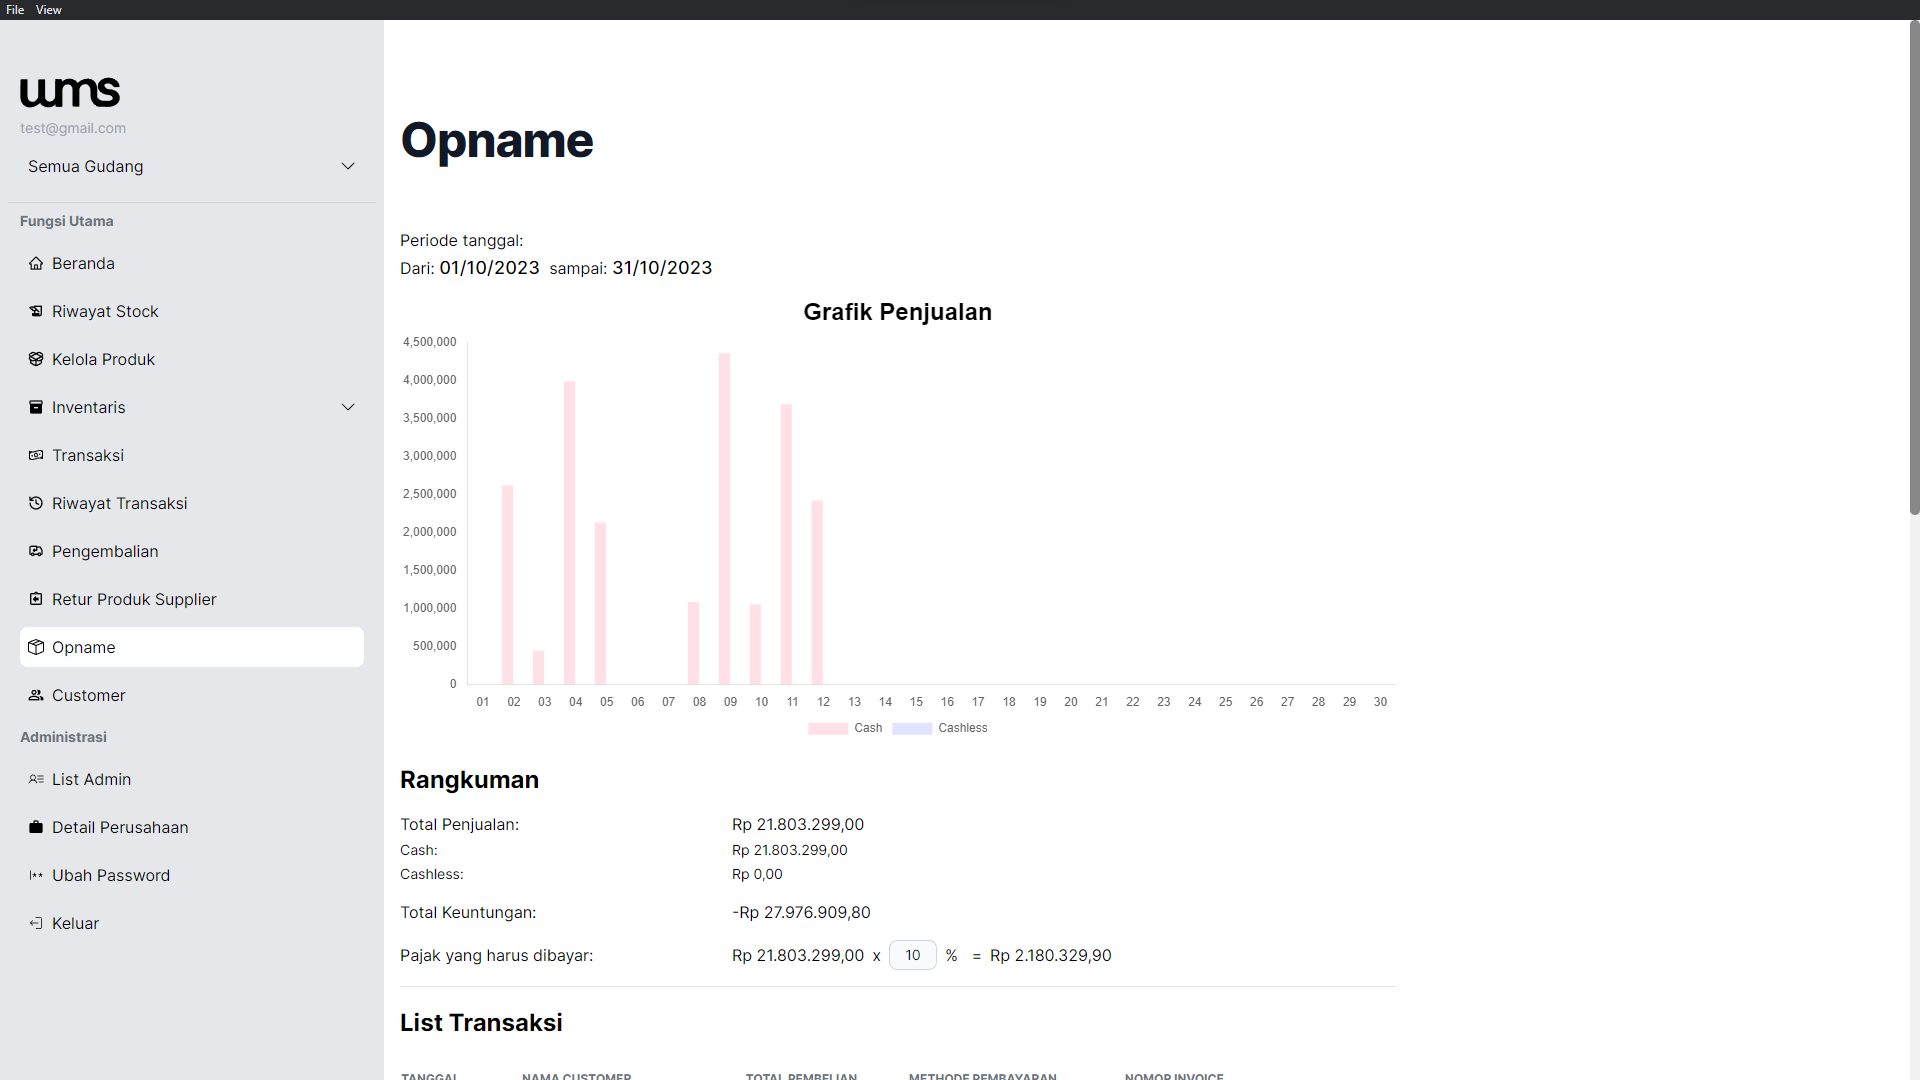 File View
wms
test@gmail.com
Semua Gudang
Fungsi Utama
Beranda
Riwayat Stock
Kelola Produk
Inventaris
Transaksi
Riwayat Transaksi
Pengembalian
Retur Produk Supplier
Opname
Customer
Administrasi
List Admin
Detail Perusahaan
Ubah Password
Keluar
Opname
Periode tanggal:
Dari: 01/10/2023 sampai: 31/10/2023
Grafik Penjualan
4,500,000
4,000,000
3,500,000
3,000,000
2,500,000
2,000,000
1,500,000
1,000,000
500,000
0
01 02 03 04 05 06 07 08 09 10 11 12 13 14 15 16 17 18 19 20 21 22 23 24 25 26 27 28 29 30
Cash Cashless
Rangkuman
Total Penjualan: Rp 21.803.299,00
Cash: Rp 21.803.299,00
Cashless: Rp 0,00
Total Keuntungan: -Rp 27.976.909,80
Pajak yang harus dibayar: Rp 21.803.299,00 x 10 % = Rp 2.180.329,90
List Transaksi
TANGGAL NAMA CUSTOMER TOTAL PEMBELIAN METHODE PEMBAYARAN NOMOR INVOICE